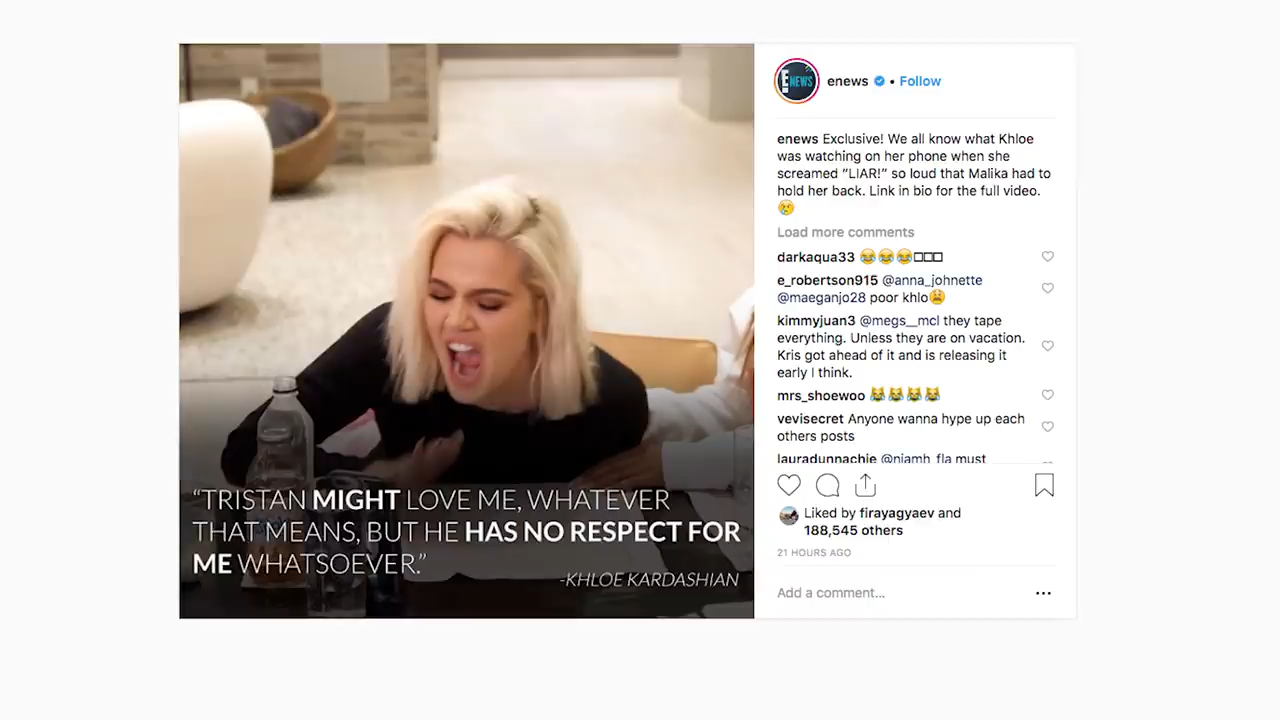 “TRISTAN MIGHT LOVE ME, WHATEVER
THAT MEANS, BUT HE HAS NO RESPECT FOR
ME WHATSOEVER.”
-KHLOE KARDASHIAN
E NEWS
enews • Follow
enews Exclusive! We all know what Khloe
was watching on her phone when she
screamed “LIAR!” so loud that Malika had to
hold her back. Link in bio for the full video.
😢
Load more comments
darkaqua33 😂😂😂□□□
e_robertson915 @anna_johnette
@maeganjo28 poor khlo😫
kimmyjuan3 @megs__mcl they tape
everything. Unless they are on vacation.
Kris got ahead of it and is releasing it
early I think.
mrs_shoewoo 😹😹😹😹
vevisecret Anyone wanna hype up each
others posts
lauradunnachie @niamh_fla must
Liked by firayagyaev and
188,545 others
21 HOURS AGO
Add a comment...